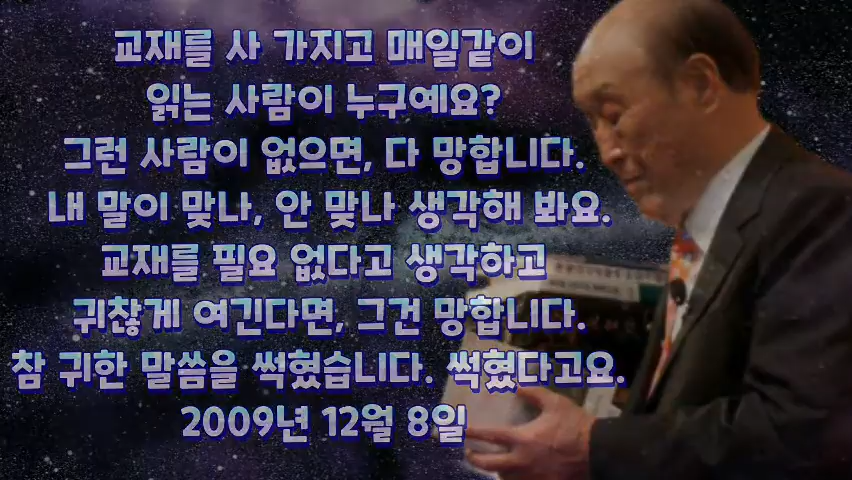 교재를 사 가지고 매일같이
읽는 사람이 누구예요?
그런 사람이 없으면, 다 망합니다.
내 말이 맞나, 안 맞나 생각해 봐요.
교재를 필요 없다고 생각하고
귀찮게 여긴다면, 그건 망합니다.
참 귀한 말씀을 썩혔습니다. 썩혔다고요.
2009년 12월 8일